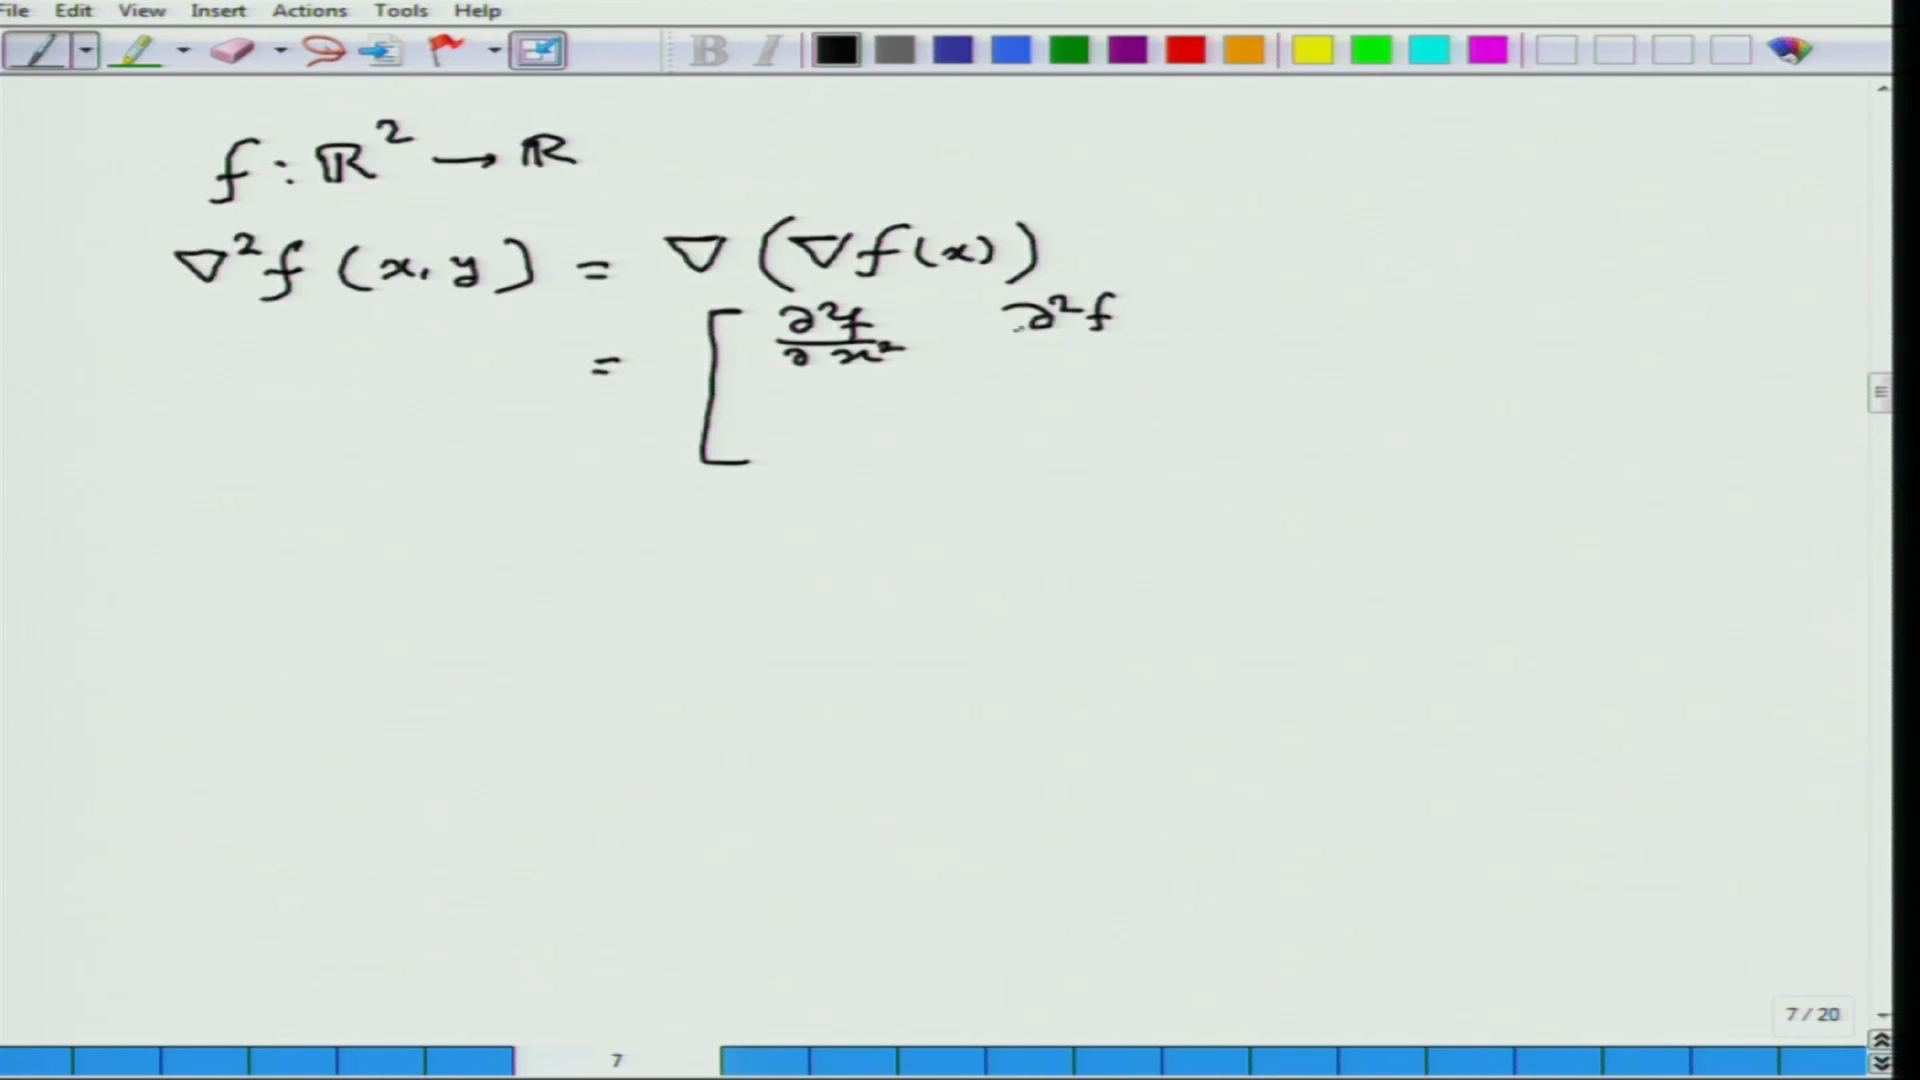 File Edit View Insert Actions Tools Help
B I
f : ℝ² → ℝ
∇²f (x, y) = ∇ (∇f(x))
= [ ∂²f/∂x² ∂²f
7 / 20
7